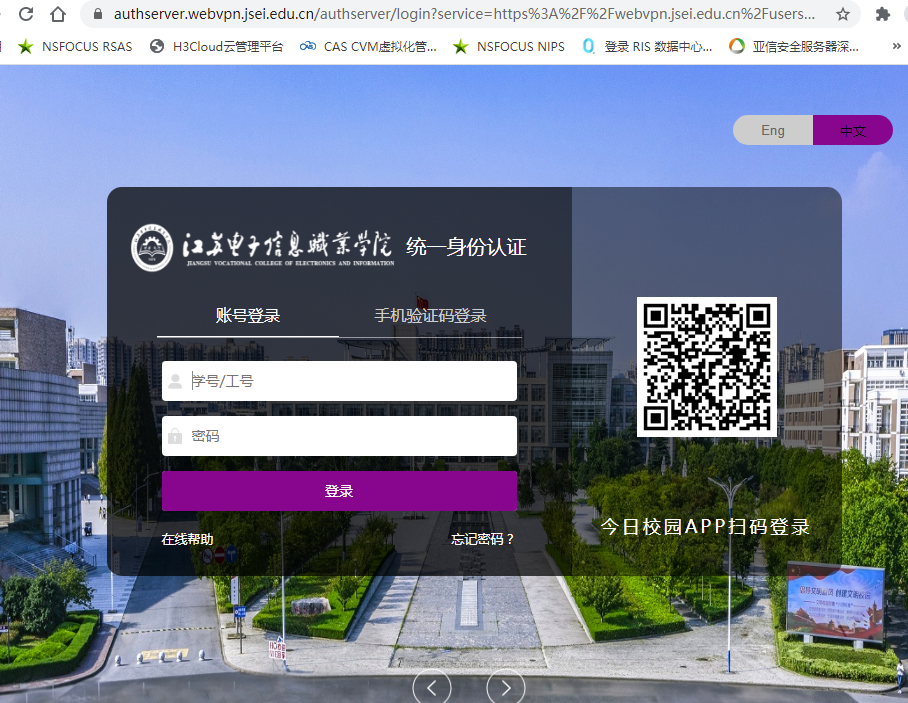 authserver.webvpn.jsei.edu.cn/authserver/login?service=https%3A%2F%2Fwebvpn.jsei.edu.cn%2Fusers...
NSFOCUS RSAS
H3Cloud云管理平台
CAS CVM虚拟化管...
NSFOCUS NIPS
登录 RIS 数据中心...
亚信安全服务器深...
»
Eng
中文
江苏电子信息职业学院
JIANGSU VOCATIONAL COLLEGE OF ELECTRONICS AND INFORMATION
统一身份认证
账号登录
手机验证码登录
学号/工号
密码
登录
在线帮助
忘记密码？
今日校园APP扫码登录